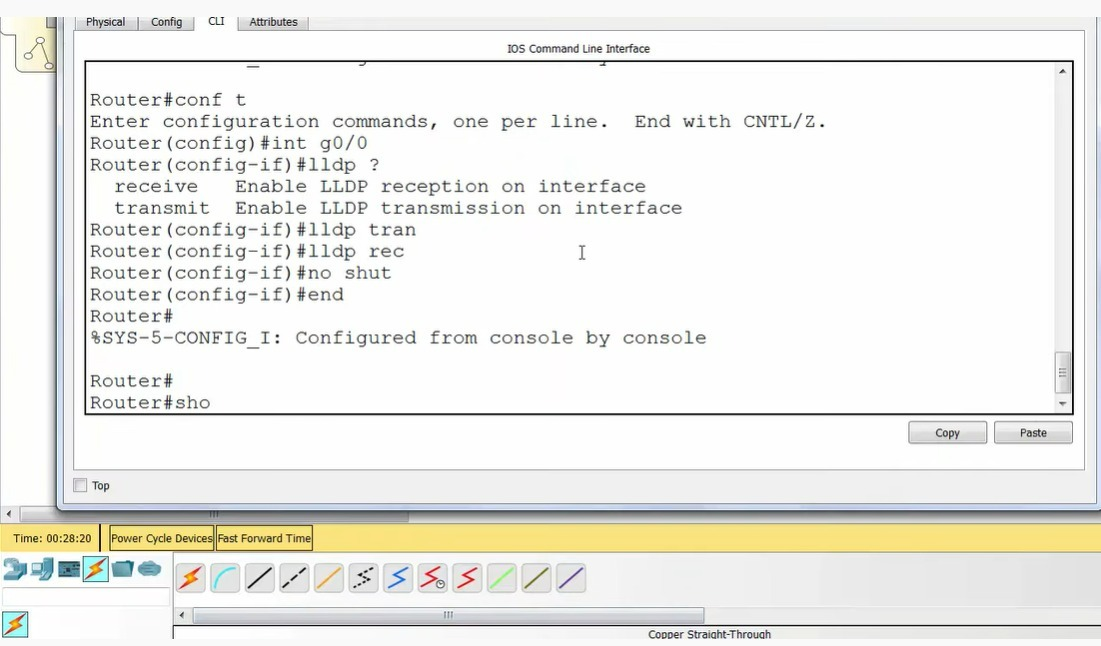 Physical
Config
CLI
Attributes
IOS Command Line Interface
Router#conf t
Enter configuration commands, one per line.  End with CNTL/Z.
Router(config)#int g0/0
Router(config-if)#lldp ?
  receive   Enable LLDP reception on interface
  transmit  Enable LLDP transmission on interface
Router(config-if)#lldp tran
Router(config-if)#lldp rec
Router(config-if)#no shut
Router(config-if)#end
Router#
%SYS-5-CONFIG_I: Configured from console by console
Router#
Router#sho
Copy
Paste
Top
Time: 00:28:20
Power Cycle Devices
Fast Forward Time
Copper Straight-Through